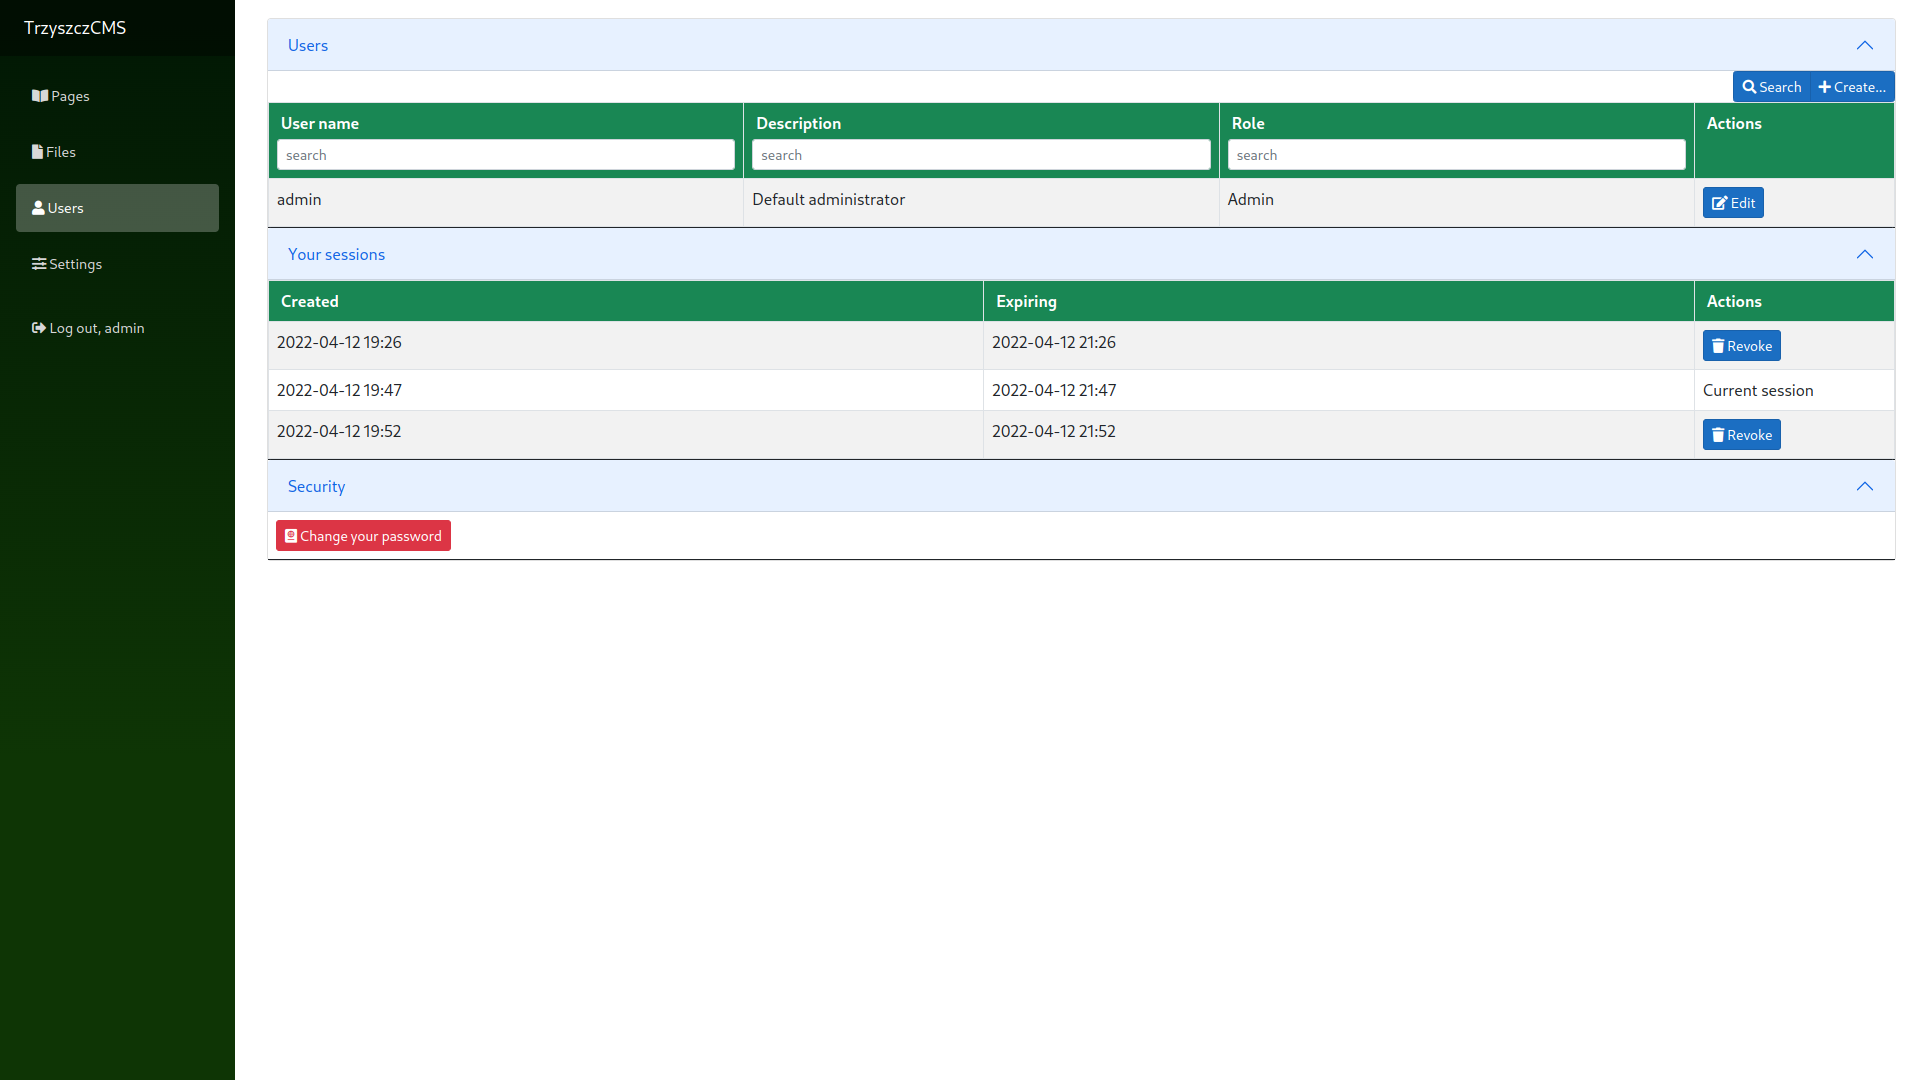 TrzyszczCMS
Pages
Files
Users
Settings
Log out, admin
Users
Search
Create...
User name Description Role Actions
search search search
admin Default administrator Admin Edit
Your sessions
Created Expiring Actions
2022-04-12 19:26 2022-04-12 21:26 Revoke
2022-04-12 19:47 2022-04-12 21:47 Current session
2022-04-12 19:52 2022-04-12 21:52 Revoke
Security
Change your password